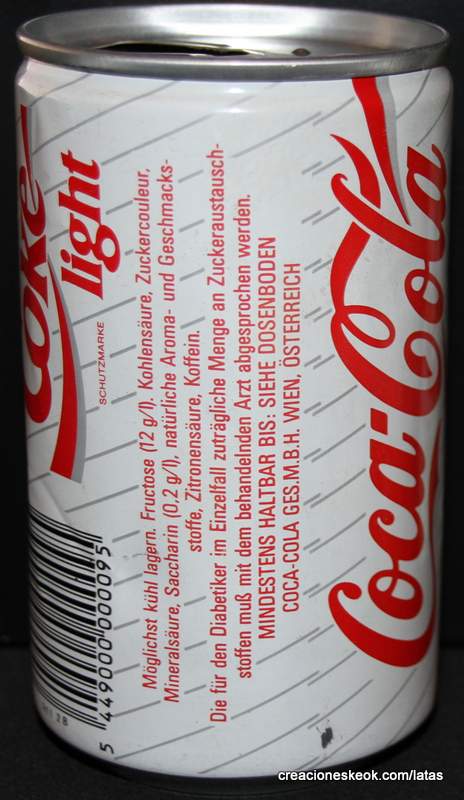 Coke
light
SCHUTZMARKE
5 449000 000095
Möglichst kühl lagern. Fructose (12 g/l). Kohlensäure, Zuckercouleur,
Mineralsäure, Saccharin (0,2 g/l), natürliche Aroma- und Geschmacks-
stoffe, Zitronensäure, Koffein.
Die für den Diabetiker im Einzelfall zuträgliche Menge an Zuckeraustausch-
stoffen muß mit dem behandelnden Arzt abgesprochen werden.
MINDESTENS HALTBAR BIS: SIEHE DOSENBODEN
COCA-COLA GES.M.B.H. WIEN, ÖSTERREICH
Coca-Cola
creacioneskeok.com/latas